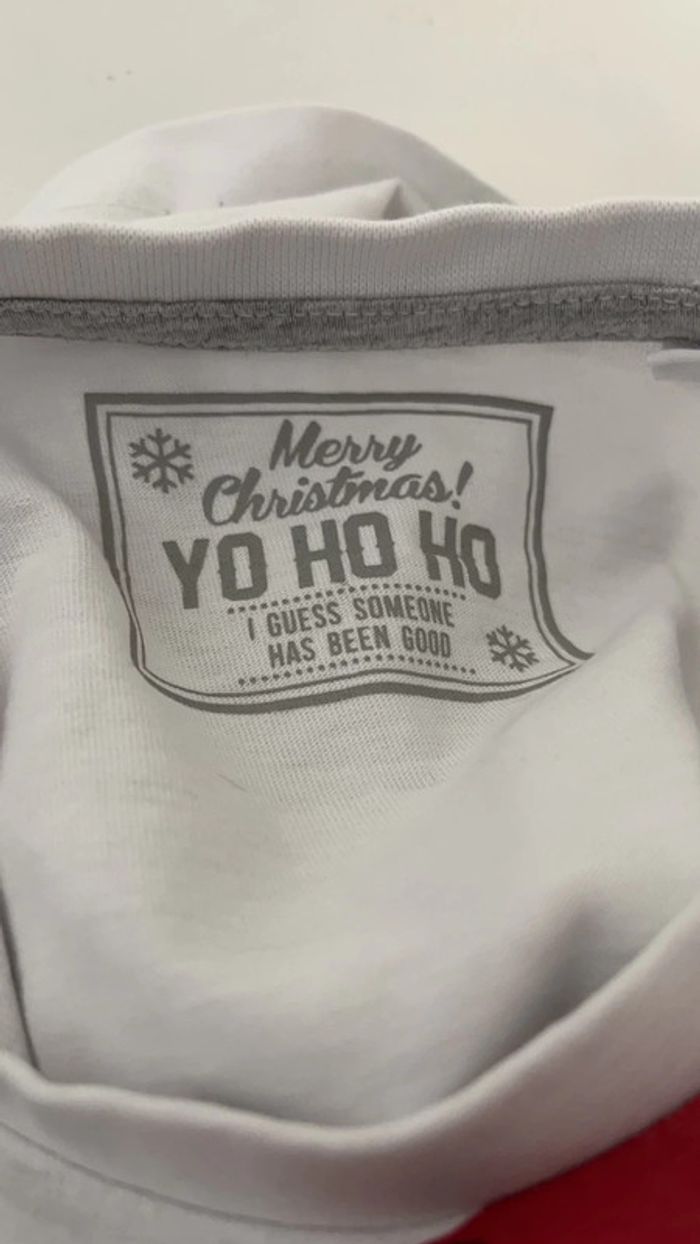 Merry
Christmas!
YO HO HO
I GUESS SOMEONE
HAS BEEN GOOD